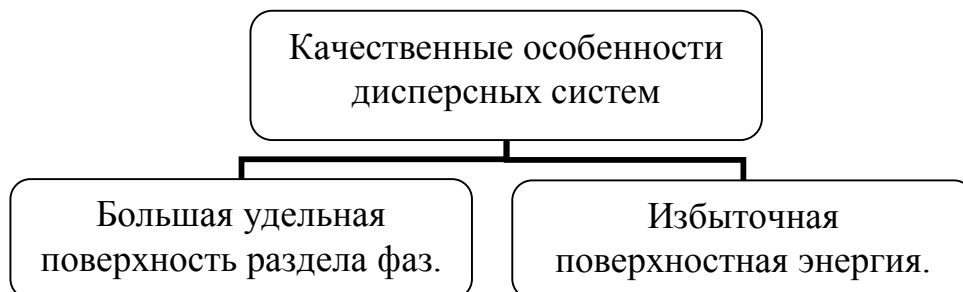 Качественные особенности
дисперсных систем
Большая удельная
поверхность раздела фаз.
Избыточная
поверхностная энергия.